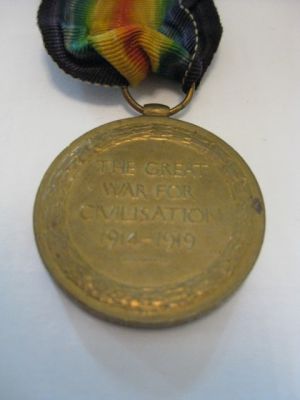 THE GREAT
WAR FOR
CIVILISATION
1914-1919